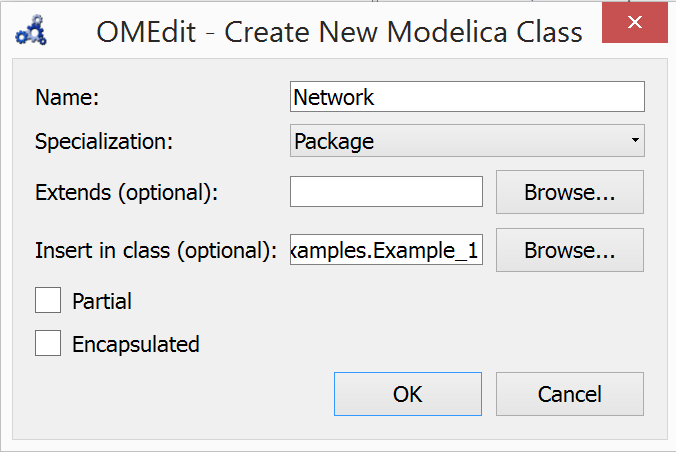 OMEdit - Create New Modelica Class
Name: Network
Specialization: Package
Extends (optional): Browse...
Insert in class (optional): xamples.Example_1 Browse...
Partial
Encapsulated
OK Cancel